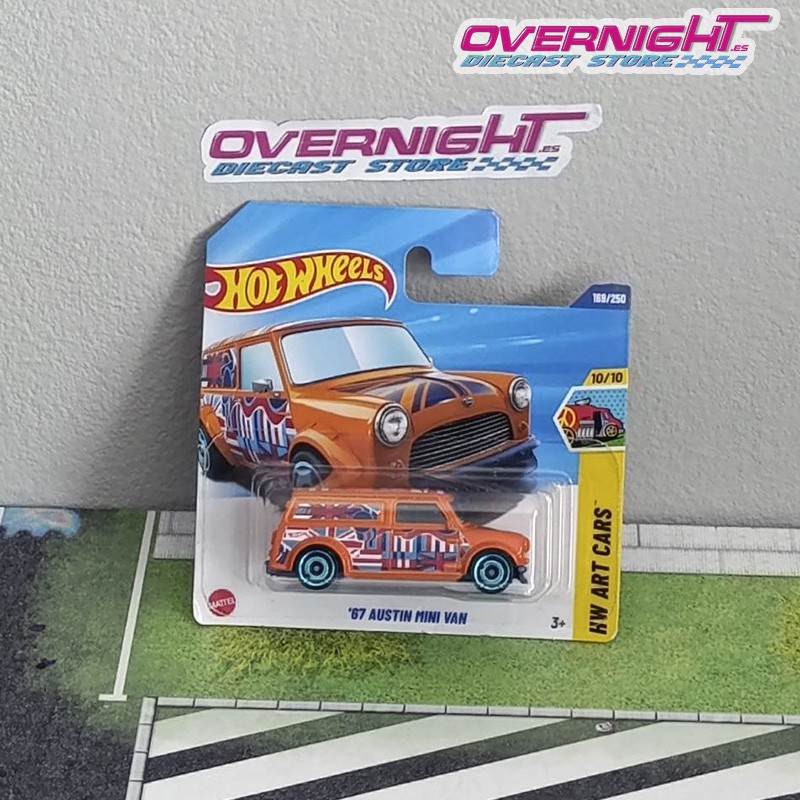 OVERNIGHT.ES
DIECAST STORE
OVERNIGHT.ES
DIECAST STORE
HOT WHEELS
169/250
10/10
HW ART CARS™
MATTEL
'67 AUSTIN MINI VAN
3+